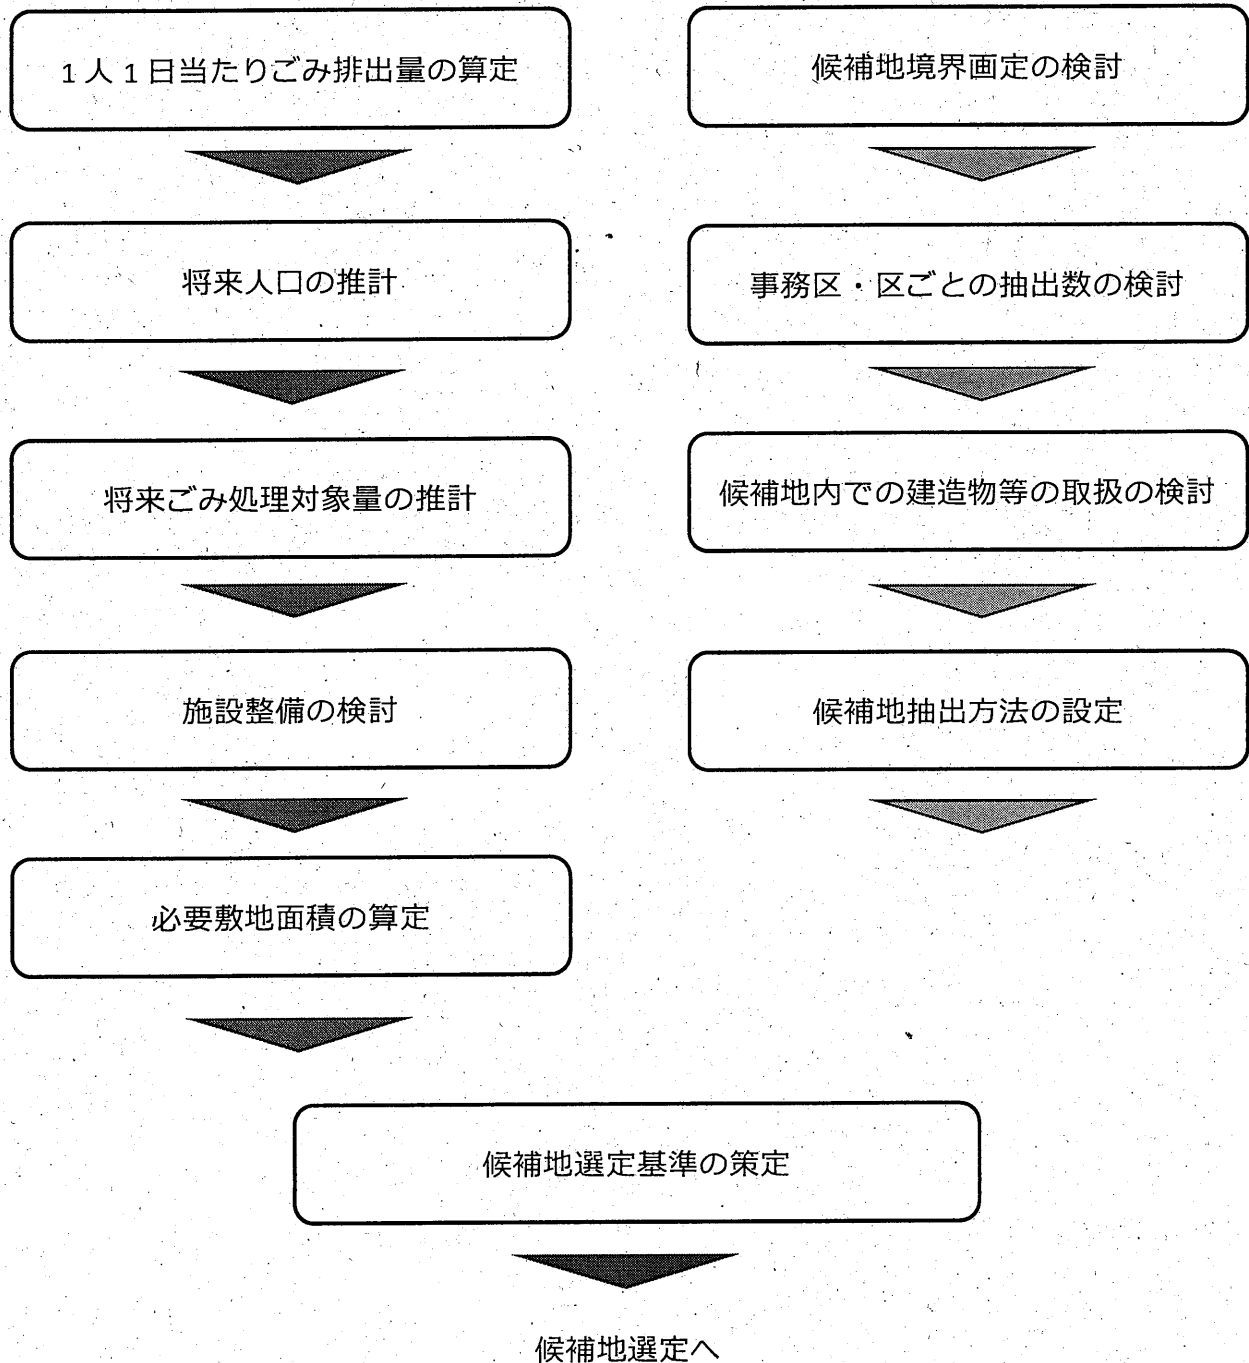 1人1日当たりごみ排出量の算定
将来人口の推計
将来ごみ処理対象量の推計
施設整備の検討
必要敷地面積の算定
候補地境界画定の検討
事務区・区ごとの抽出数の検討
候補地内での建造物等の取扱の検討
候補地抽出方法の設定
候補地選定基準の策定
候補地選定へ